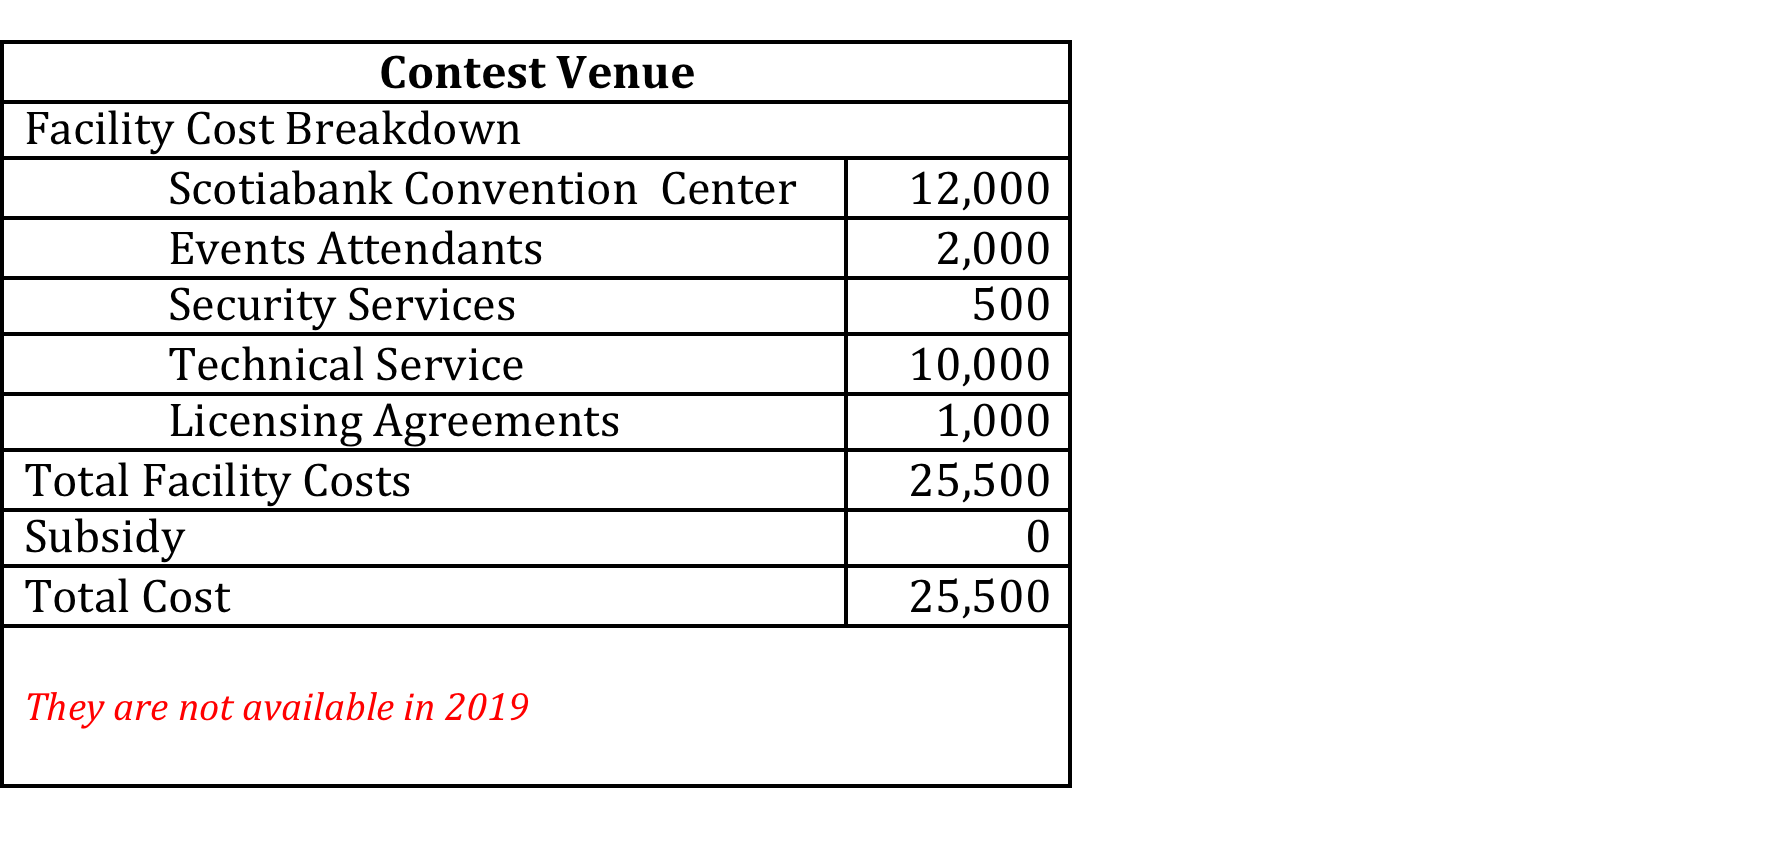 Contest Venue
Facility Cost Breakdown
Scotiabank Convention  Center 12,000
Events Attendants 2,000
Security Services 500
Technical Service 10,000
Licensing Agreements 1,000
Total Facility Costs 25,500
Subsidy 0
Total Cost 25,500
They are not available in 2019